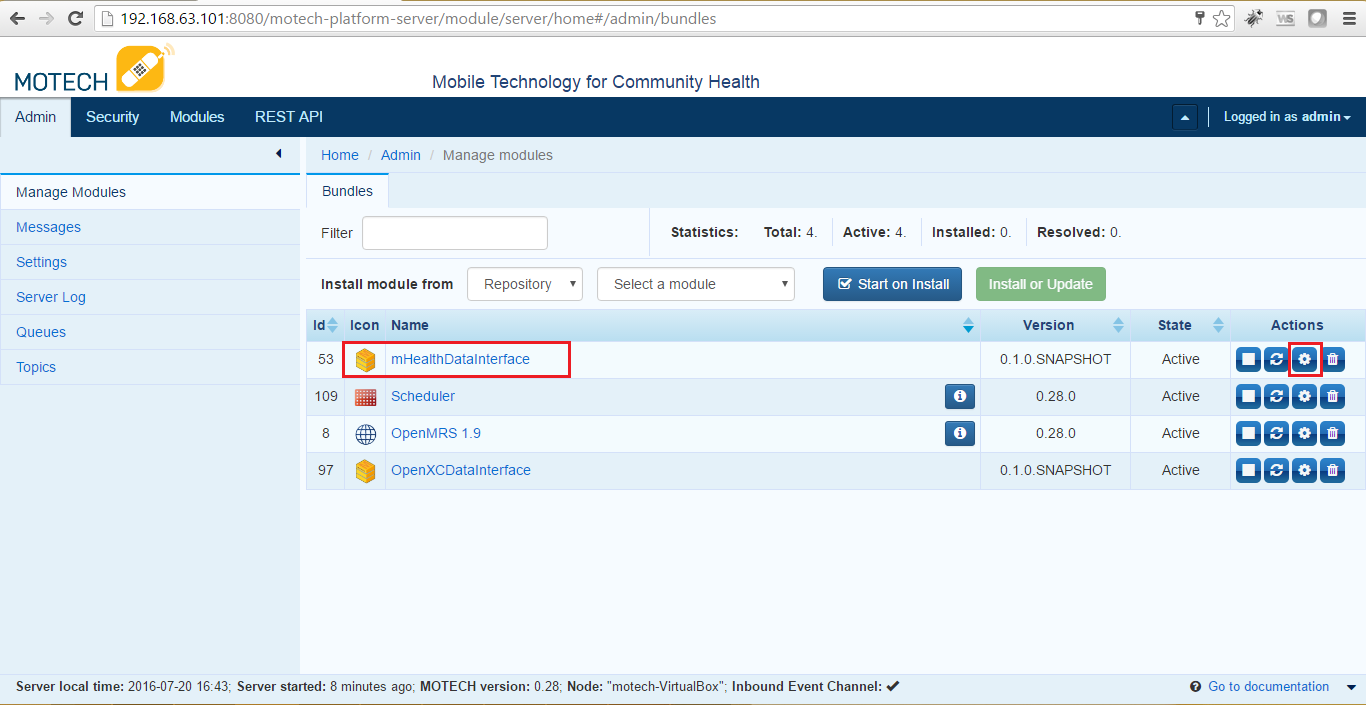 192.168.63.101:8080/motech-platform-server/module/server/home#/admin/bundles
WS
MOTECH
Mobile Technology for Community Health
Admin Security Modules REST API Logged in as admin
Home / Admin / Manage modules
Manage Modules
Messages
Settings
Server Log
Queues
Topics
Bundles
Filter Statistics: Total: 4. Active: 4. Installed: 0. Resolved: 0.
Install module from Repository Select a module Start on Install Install or Update
Id Icon Name Version State Actions
53 mHealthDataInterface 0.1.0.SNAPSHOT Active
109 Scheduler 0.28.0 Active
8 OpenMRS 1.9 0.28.0 Active
97 OpenXCDataInterface 0.1.0.SNAPSHOT Active
Server local time: 2016-07-20 16:43; Server started: 8 minutes ago; MOTECH version: 0.28; Node: "motech-VirtualBox"; Inbound Event Channel: ✔ Go to documentation